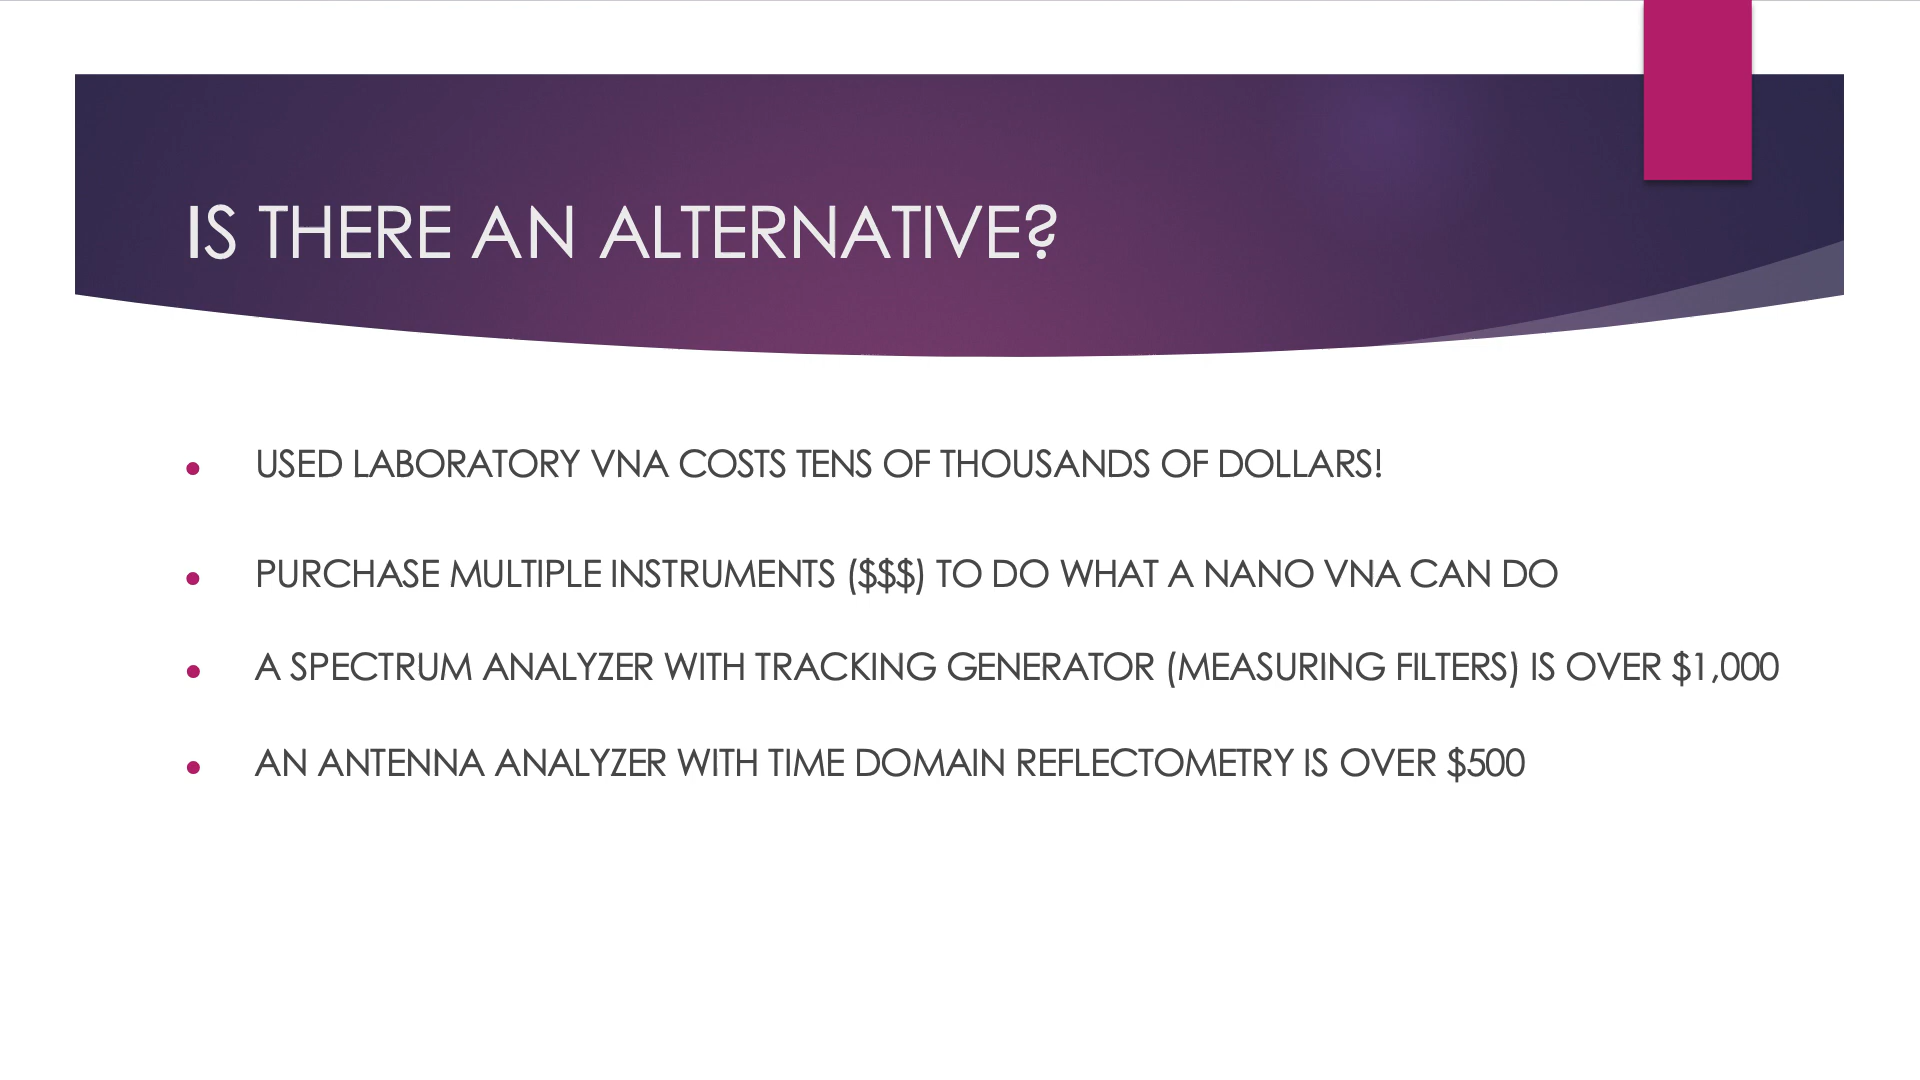 IS THERE AN ALTERNATIVE?
• USED LABORATORY VNA COSTS TENS OF THOUSANDS OF DOLLARS!
• PURCHASE MULTIPLE INSTRUMENTS ($$$) TO DO WHAT A NANO VNA CAN DO
• A SPECTRUM ANALYZER WITH TRACKING GENERATOR (MEASURING FILTERS) IS OVER $1,000
• AN ANTENNA ANALYZER WITH TIME DOMAIN REFLECTOMETRY IS OVER $500